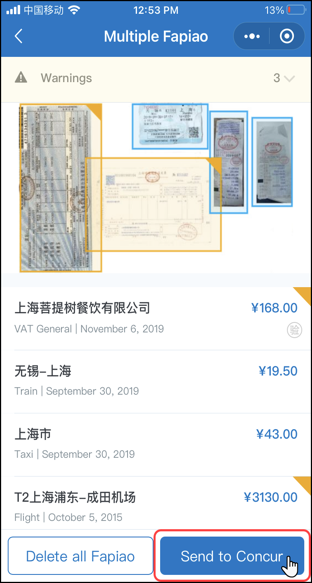 中国移动
12:53 PM
13%
Multiple Fapiao
Warnings
3
上海菩提树餐饮有限公司
¥168.00
VAT General | November 6, 2019
无锡-上海
¥19.50
Train | September 30, 2019
上海市
¥43.00
Taxi | September 30, 2019
T2上海浦东-成田机场
¥3130.00
Flight | October 5, 2015
Delete all Fapiao
Send to Concur